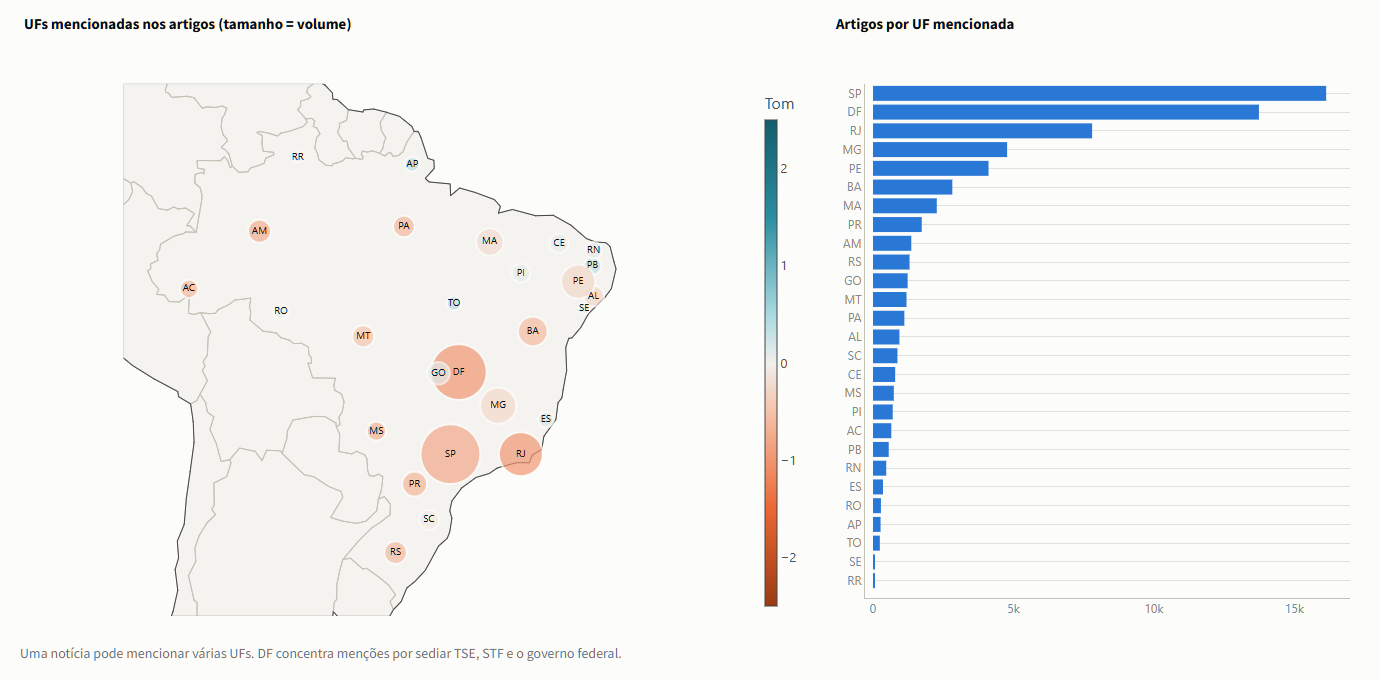 UFs mencionadas nos artigos (tamanho = volume)
Artigos por UF mencionada
RR
AP
AM
PA
MA
CE
RN
PB
PI
PE
AC
AL
TO
SE
RO
BA
MT
GO
DF
MG
ES
MS
SP
RJ
PR
SC
RS
Tom
2
1
0
−1
−2
SP
DF
RJ
MG
PE
BA
MA
PR
AM
RS
GO
MT
PA
AL
SC
CE
MS
PI
AC
PB
RN
ES
RO
AP
TO
SE
RR
0 5k 10k 15k
Uma notícia pode mencionar várias UFs. DF concentra menções por sediar TSE, STF e o governo federal.